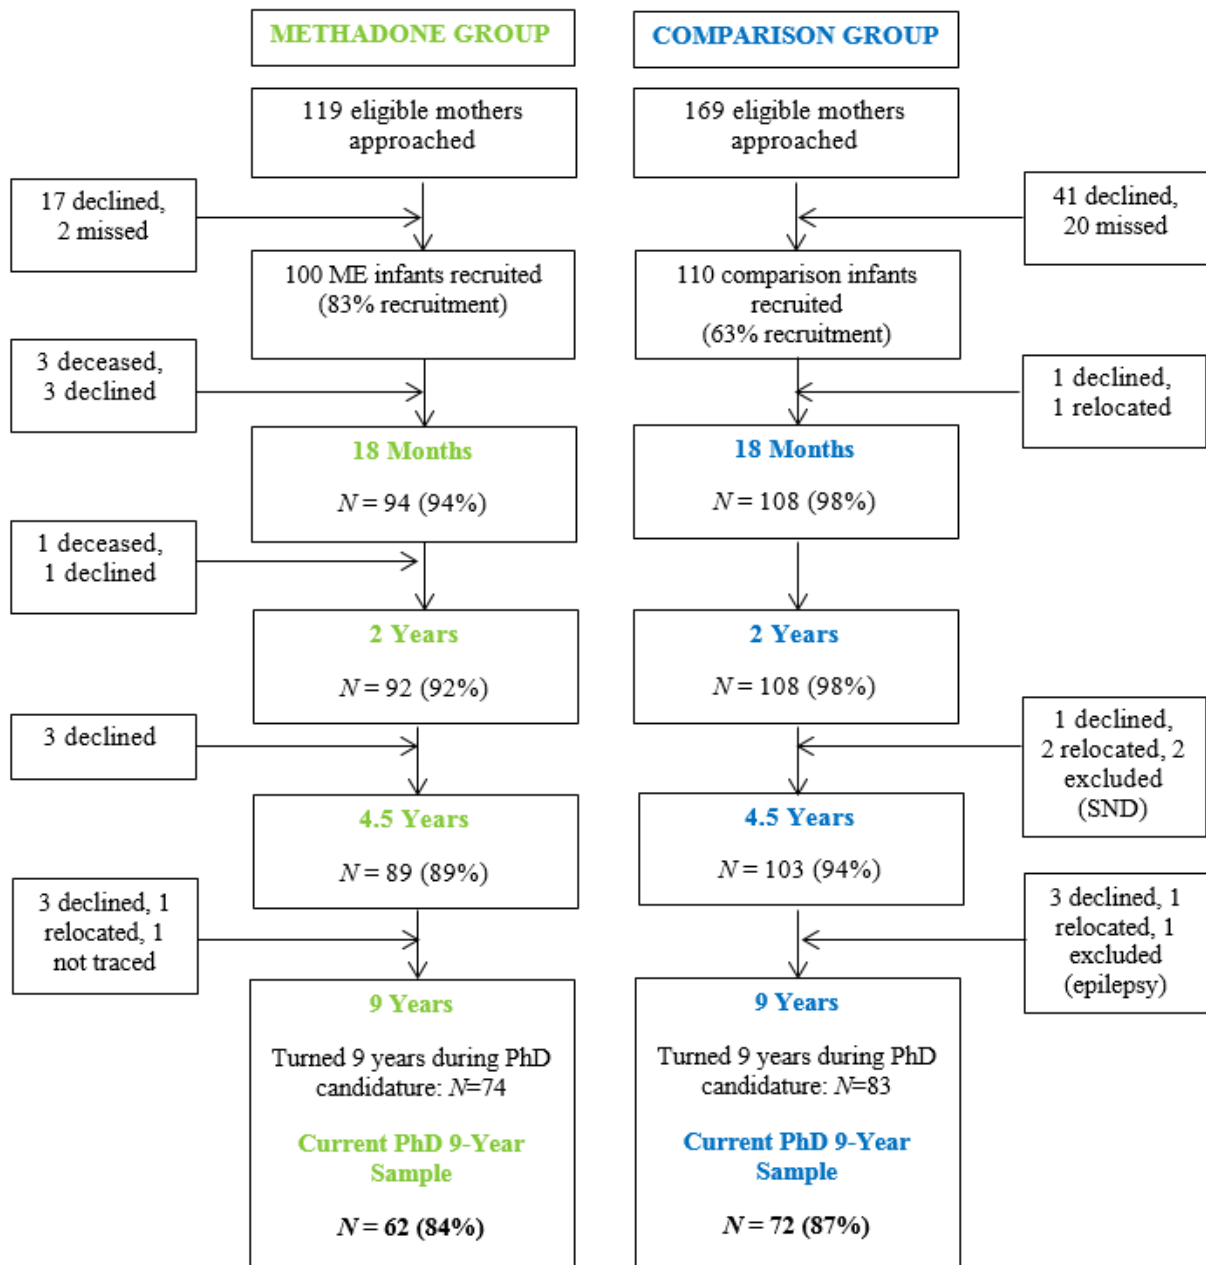 METHADONE GROUP
COMPARISON GROUP
119 eligible mothers
approached
169 eligible mothers
approached
17 declined,
2 missed
41 declined,
20 missed
100 ME infants recruited
(83% recruitment)
110 comparison infants
recruited
(63% recruitment)
3 deceased,
3 declined
1 declined,
1 relocated
18 Months
N = 94 (94%)
18 Months
N = 108 (98%)
1 deceased,
1 declined
2 Years
N = 92 (92%)
2 Years
N = 108 (98%)
3 declined
1 declined,
2 relocated, 2
excluded
(SND)
4.5 Years
N = 89 (89%)
4.5 Years
N = 103 (94%)
3 declined, 1
relocated, 1
not traced
3 declined, 1
relocated, 1
excluded
(epilepsy)
9 Years
Turned 9 years during PhD
candidature: N=74
Current PhD 9-Year
Sample
N = 62 (84%)
9 Years
Turned 9 years during PhD
candidature: N=83
Current PhD 9-Year
Sample
N = 72 (87%)